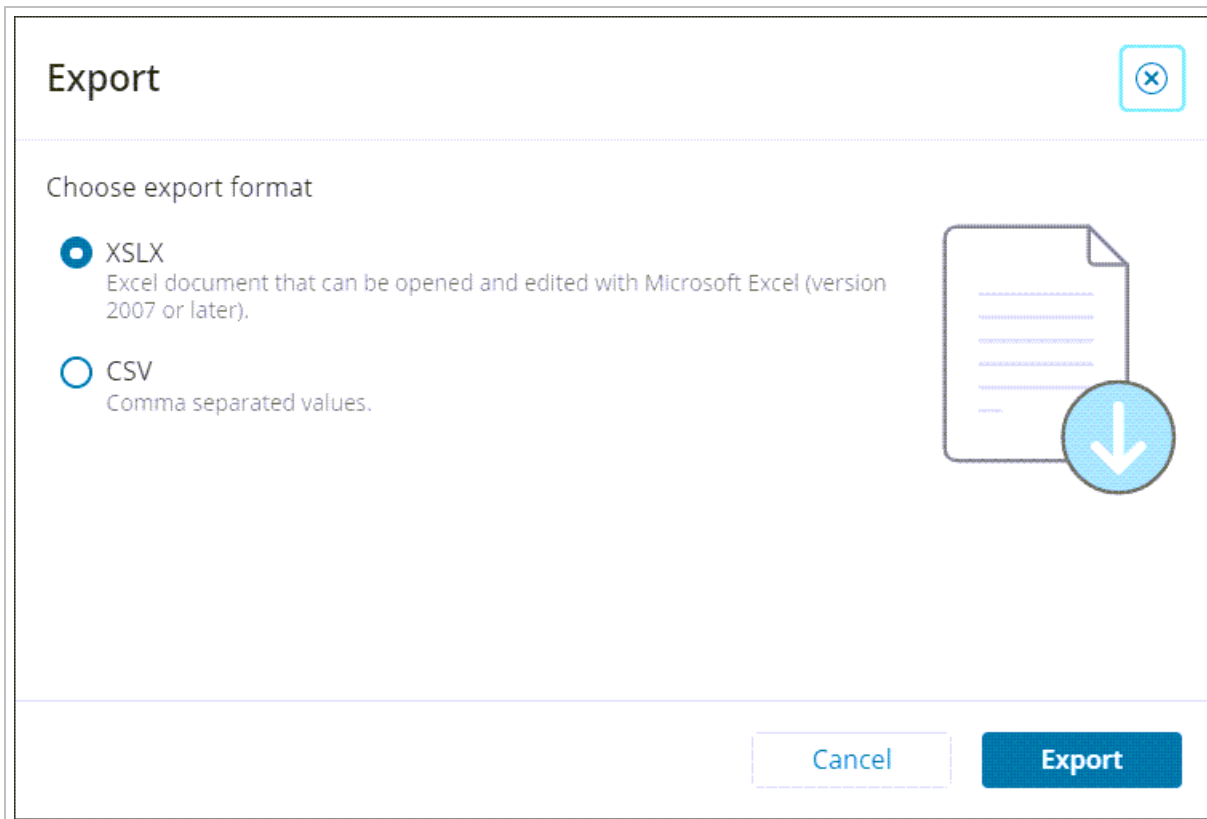 Export
Choose export format
XSLX
Excel document that can be opened and edited with Microsoft Excel (version
2007 or later).
CSV
Comma separated values.
Cancel
Export